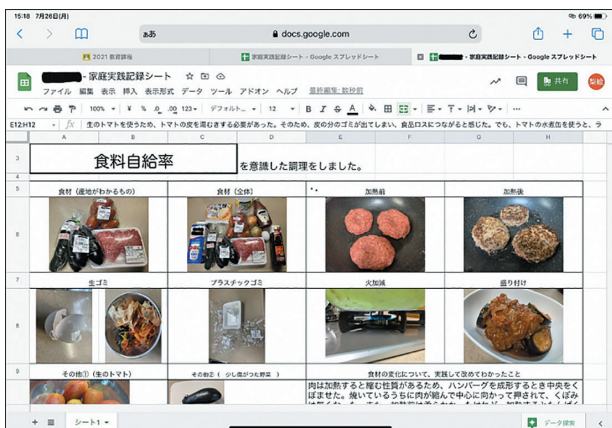 15:18 7月26日(月)
69%
ああ
docs.google.com
2021 教育課程
家庭実践記録シート - Google スプレッドシート
- 家庭実践記録シート - Google スプレッドシート
- 家庭実践記録シート
ファイル 編集 表示 挿入 表示形式 データ ツール アドオン ヘルプ 最終編集: 数秒前
共有
100% ¥ % .0 .00 123 デフォルト... 12 B I S A
E12:H12 fx 生のトマトを使うため、トマトの皮を湯むきする必要があった。そのため、皮の分のゴミが出てしまい、食品ロスにつながると感じた。でも、トマトの水煮缶を使うと、ラ
A B C D E F G H
3 食料自給率 を意識した調理をしました。
4
5 食材(産地がわかるもの) 食材(全体) 加熱前 加熱後
6
7 生ゴミ プラスチックゴミ 火加減 盛り付け
8
9 その他①(生のトマト) その他②( 少し傷がつた野菜 ) 食材の変化について、実践して改めてわかったこと
肉は加熱すると縮む性質があるため、ハンバーグを成形するとき中央をく
ぼませた。焼いているうちに肉が縮んで中心に向かって押されて、くぼみ
シート1
データ探索